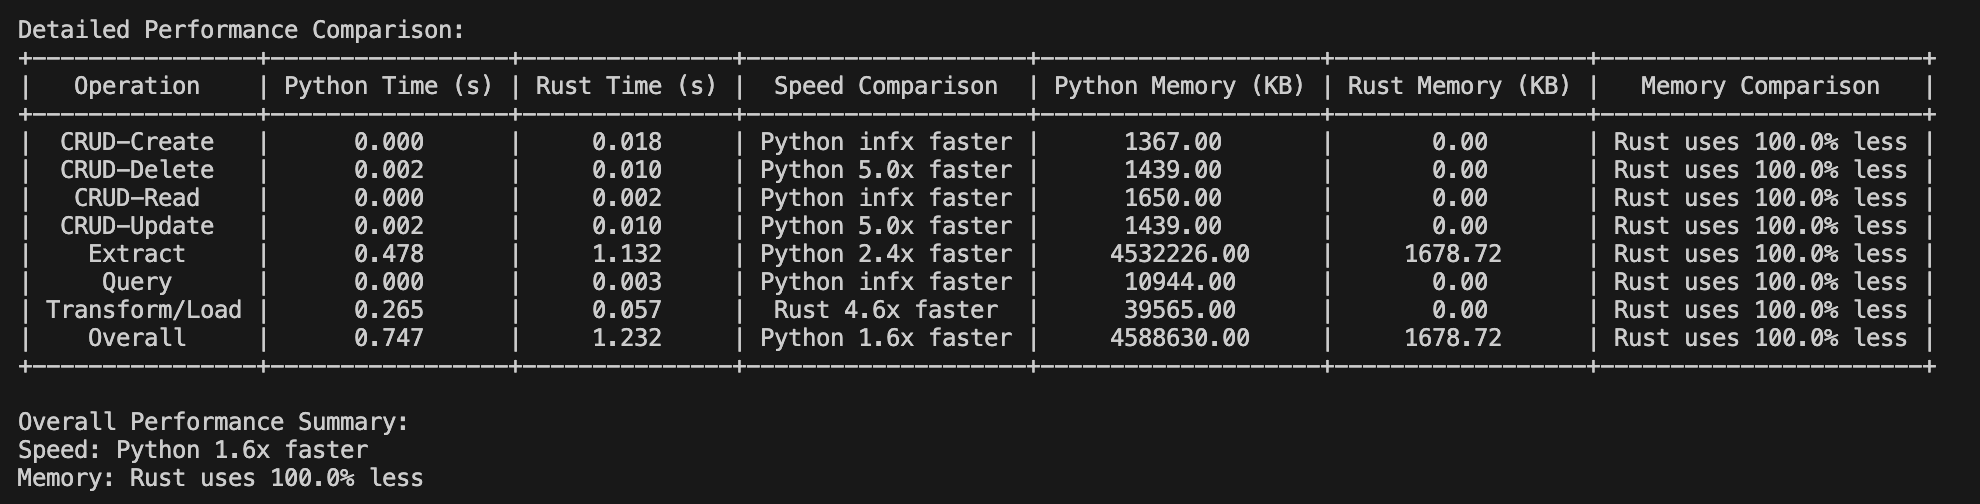 Detailed Performance Comparison:
+----------------+-----------------+---------------+--------------------+--------------------+------------------+-----------------------+
|   Operation    | Python Time (s) | Rust Time (s) |  Speed Comparison  | Python Memory (KB) | Rust Memory (KB) |   Memory Comparison   |
+----------------+-----------------+---------------+--------------------+--------------------+------------------+-----------------------+
|  CRUD-Create   |      0.000      |     0.018     | Python infx faster |      1367.00       |       0.00       | Rust uses 100.0% less |
|  CRUD-Delete   |      0.002      |     0.010     | Python 5.0x faster |      1439.00       |       0.00       | Rust uses 100.0% less |
|   CRUD-Read    |      0.000      |     0.002     | Python infx faster |      1650.00       |       0.00       | Rust uses 100.0% less |
|  CRUD-Update   |      0.002      |     0.010     | Python 5.0x faster |      1439.00       |       0.00       | Rust uses 100.0% less |
|    Extract     |      0.478      |     1.132     | Python 2.4x faster |     4532226.00     |     1678.72      | Rust uses 100.0% less |
|     Query      |      0.000      |     0.003     | Python infx faster |      10944.00      |       0.00       | Rust uses 100.0% less |
| Transform/Load |      0.265      |     0.057     |  Rust 4.6x faster  |      39565.00      |       0.00       | Rust uses 100.0% less |
|    Overall     |      0.747      |     1.232     | Python 1.6x faster |     4588630.00     |     1678.72      | Rust uses 100.0% less |
+----------------+-----------------+---------------+--------------------+--------------------+------------------+-----------------------+
Overall Performance Summary:
Speed: Python 1.6x faster
Memory: Rust uses 100.0% less